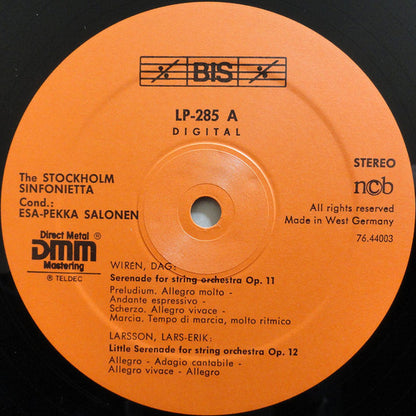 BIS
LP-285 A
DIGITAL
The STOCKHOLM
SINFONIETTA
Cond.:
ESA-PEKKA SALONEN
STEREO
ncb
All rights reserved
Made in West Germany
76.44003
Direct Metal ®
DMM
Mastering
® TELDEC
WIREN, DAG:
Serenade for string orchestra Op. 11
Preludium. Allegro molto -
Andante espressivo -
Scherzo. Allegro vivace -
Marcia. Tempo di marcia, molto ritmico
LARSSON, LARS-ERIK:
Little Serenade for string orchestra Op. 12
Allegro - Adagio cantabile -
Allegro vivace - Allegro